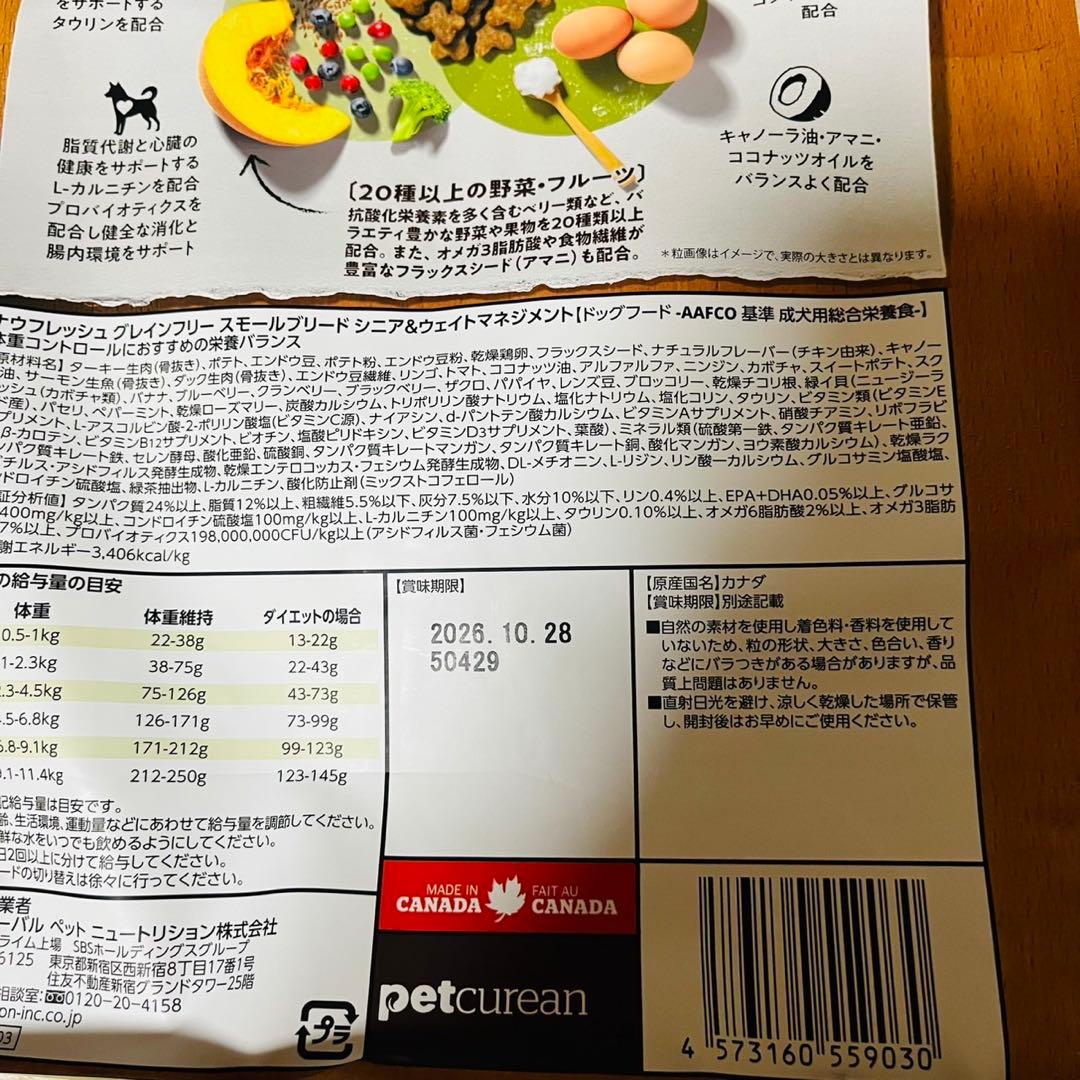 をサポートする
タウリンを配合
配合
脂質代謝と心臓の
健康をサポートする
L-カルニチンを配合
プロバイオティクスを
配合し健全な消化と
腸内環境をサポート
〔20種以上の野菜・フルーツ〕
抗酸化栄養素を多く含むベリー類など、バ
ラエティ豊かな野菜や果物を20種類以上
配合。また、オメガ3脂肪酸や食物繊維が
豊富なフラックスシード(アマニ)も配合。
キャノーラ油・アマニ・
ココナッツオイルを
バランスよく配合
*粒画像はイメージで、実際の大きさとは異なります。
ナウフレッシュ グレインフリー スモールブリード シニア&ウェイトマネジメント【ドッグフード -AAFCO 基準 成犬用総合栄養食-】
体重コントロールにおすすめの栄養バランス
原材料名】ターキー生肉(骨抜き)、ポテト、エンドウ豆、ポテト粉、エンドウ豆粉、乾燥鶏卵、フラックスシード、ナチュラルフレーバー(チキン由来)、キャノー
油、サーモン生魚(骨抜き)、ダック生肉(骨抜き)、エンドウ豆繊維、リンゴ、トマト、ココナッツ油、アルファルファ、ニンジン、カボチャ、スイートポテト、スク
ッシュ(カボチャ類)、バナナ、ブルーベリー、クランベリー、ブラックベリー、ザクロ、パパイヤ、レンズ豆、ブロッコリー、乾燥チコリ根、緑イ貝(ニュージーラ
ド産)、パセリ、ペパーミント、乾燥ローズマリー、炭酸カルシウム、トリポリリン酸ナトリウム、塩化ナトリウム、塩化コリン、タウリン、ビタミン類(ビタミンE
プリメント、L-アスコルビン酸-2-ポリリン酸塩(ビタミンC源)、ナイアシン、d-パントテン酸カルシウム、ビタミンAサプリメント、硝酸チアミン、リボフラビ
β-カロテン、ビタミンB12サプリメント、ビオチン、塩酸ピリドキシン、ビタミンD3サプリメント、葉酸)、ミネラル類(硫酸第一鉄、タンパク質キレート亜鉛、
ンパク質キレート鉄、セレン酵母、酸化亜鉛、硫酸銅、タンパク質キレートマンガン、タンパク質キレート銅、酸化マンガン、ヨウ素酸カルシウム)、乾燥ラク
チルス・アシドフィルス発酵生成物、乾燥エンテロコッカス・フェシウム発酵生成物、DL-メチオニン、L-リジン、リン酸一カルシウム、グルコサミン塩酸塩、
ドロイチン硫酸塩、緑茶抽出物、L-カルニチン、酸化防止剤(ミックストコフェロール)
証分析値】タンパク質24%以上、脂質12%以上、粗繊維5.5%以下、灰分7.5%以下、水分10%以下、リン0.4%以上、EPA+DHA0.05%以上、グルコサ
400mg/kg以上、コンドロイチン硫酸塩100mg/kg以上、L-カルニチン100mg/kg以上、タウリン0.10%以上、オメガ6脂肪酸2%以上、オメガ3脂肪
7%以上、プロバイオティクス198,000,000CFU/kg以上(アシドフィルス菌・フェシウム菌)
謝エネルギー3,406kcal/kg
の給与量の目安
体重 体重維持 ダイエットの場合
0.5-1kg 22-38g 13-22g
1-2.3kg 38-75g 22-43g
2.3-4.5kg 75-126g 43-73g
.5-6.8kg 126-171g 73-99g
6.8-9.1kg 171-212g 99-123g
9.1-11.4kg 212-250g 123-145g
記給与量は目安です。
齢、生活環境、運動量などにあわせて給与量を調節してください。
鮮な水をいつでも飲めるようにしてください。
日2回以上に分けて給与してください。
ードの切り替えは徐々に行ってください。
【賞味期限】
2026.10.28
50429
【原産国名】カナダ
【賞味期限】別途記載
■自然の素材を使用し着色料・香料を使用して
いないため、粒の形状、大きさ、色合い、香り
などにバラつきがある場合がありますが、品
質上問題はありません。
■直射日光を避け、涼しく乾燥した場所で保管
し、開封後はお早めにご使用ください。
業者
ーバル ペット ニュートリション株式会社
ライム上場 SBSホールディングスグループ
6125 東京都新宿区西新宿8丁目17番1号
住友不動産新宿グランドタワー25階
相談室:0120-20-4158
on-inc.co.jp
03
プラ
MADE IN CANADA FAIT AU CANADA
petcurean
4 573160 559030